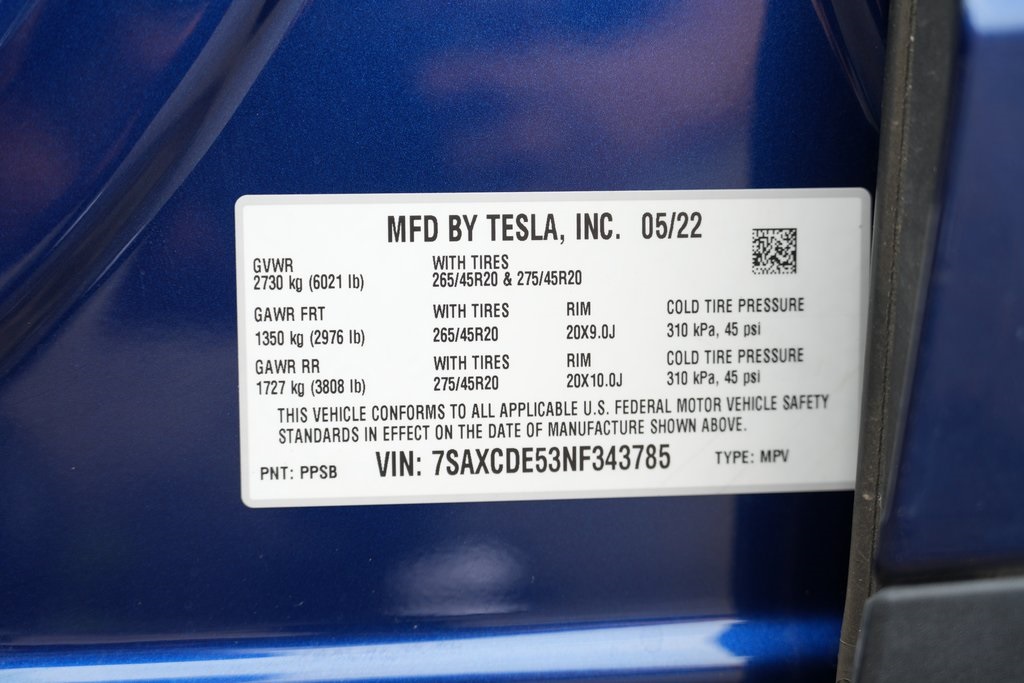 MFD BY TESLA, INC. 05/22
GVWR WITH TIRES
2730 kg (6021 lb) 265/45R20 & 275/45R20
GAWR FRT WITH TIRES RIM COLD TIRE PRESSURE
1350 kg (2976 lb) 265/45R20 20X9.0J 310 kPa, 45 psi
GAWR RR WITH TIRES RIM COLD TIRE PRESSURE
1727 kg (3808 lb) 275/45R20 20X10.0J 310 kPa, 45 psi
THIS VEHICLE CONFORMS TO ALL APPLICABLE U.S. FEDERAL MOTOR VEHICLE SAFETY
STANDARDS IN EFFECT ON THE DATE OF MANUFACTURE SHOWN ABOVE.
PNT: PPSB VIN: 7SAXCDE53NF343785 TYPE: MPV